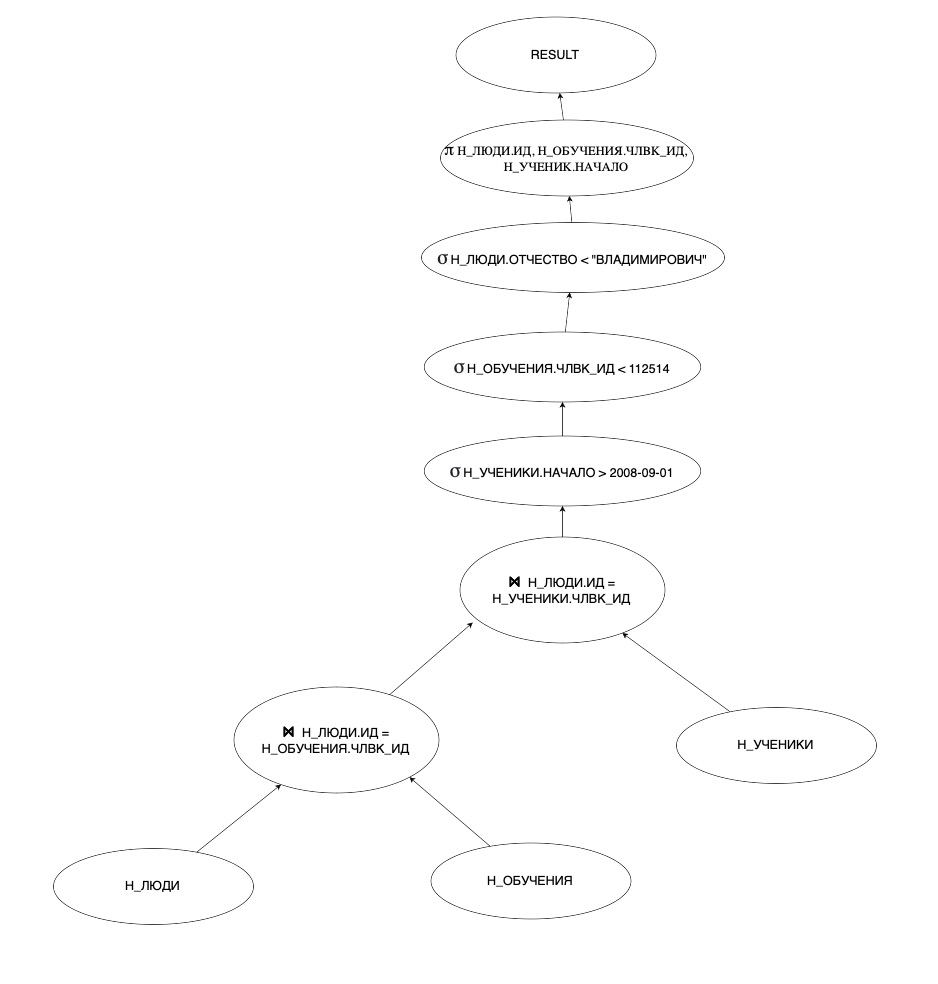 RESULT
π Н_ЛЮДИ.ИД, Н_ОБУЧЕНИЯ.ЧЛВК_ИД,
Н_УЧЕНИК.НАЧАЛО
σ Н_ЛЮДИ.ОТЧЕСТВО < "ВЛАДИМИРОВИЧ"
σ Н_ОБУЧЕНИЯ.ЧЛВК_ИД < 112514
σ Н_УЧЕНИКИ.НАЧАЛО > 2008-09-01
⋈ Н_ЛЮДИ.ИД =
Н_УЧЕНИКИ.ЧЛВК_ИД
⋈ Н_ЛЮДИ.ИД =
Н_ОБУЧЕНИЯ.ЧЛВК_ИД
Н_УЧЕНИКИ
Н_ЛЮДИ
Н_ОБУЧЕНИЯ